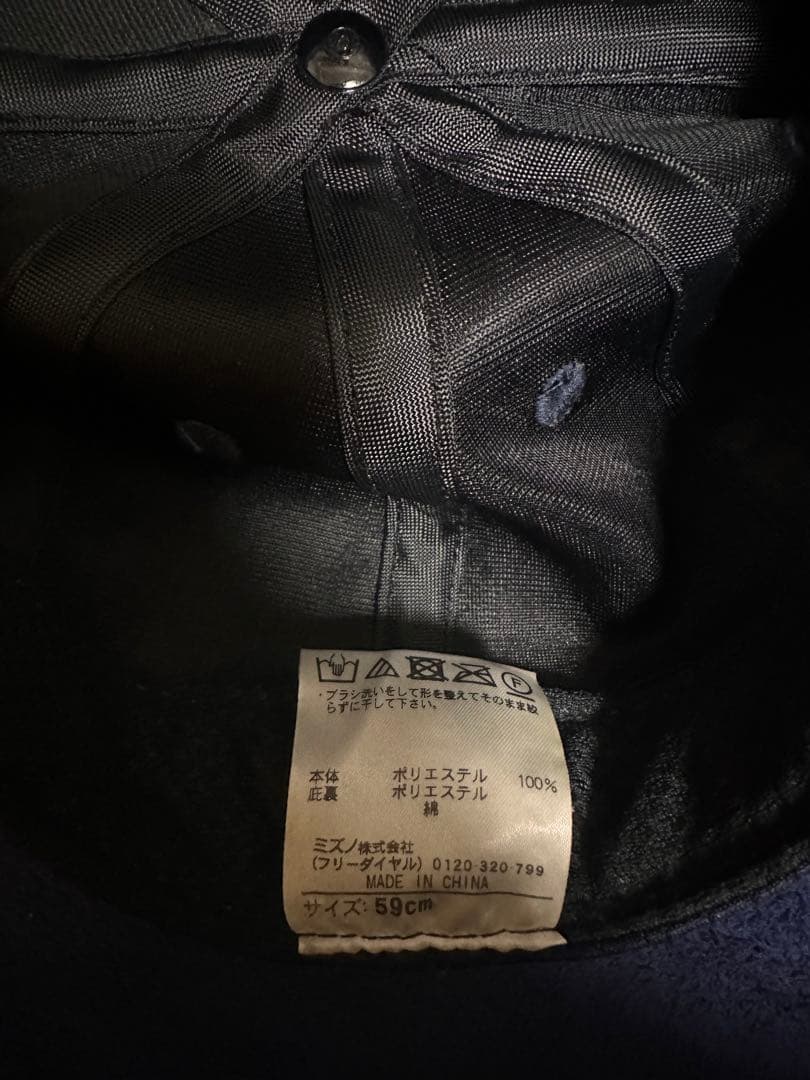 F
・ブラシ洗いをして形を整えてそのまま絞
らずに干して下さい。
本体 ポリエステル 100%
庇裏 ポリエステル
綿
ミズノ株式会社
(フリーダイヤル) 0120-320-799
MADE IN CHINA
サイズ: 59cm